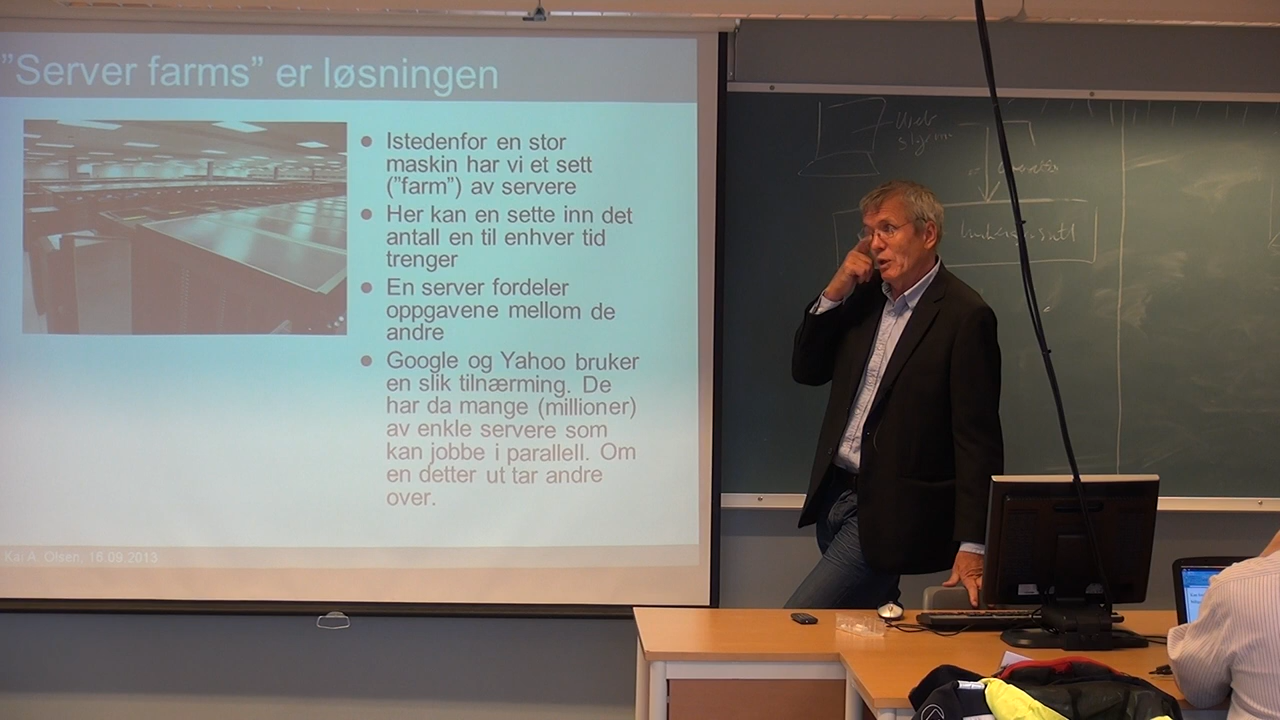 ”Server farms” er løsningen
Istedenfor en stor
maskin har vi et sett
(”farm”) av servere
Her kan en sette inn det
antall en til enhver tid
trenger
En server fordeler
oppgavene mellom de
andre
Google og Yahoo bruker
en slik tilnærming. De
har da mange (millioner)
av enkle servere som
kan jobbe i parallell. Om
en detter ut tar andre
over.
Kai A. Olsen, 16.09.2013